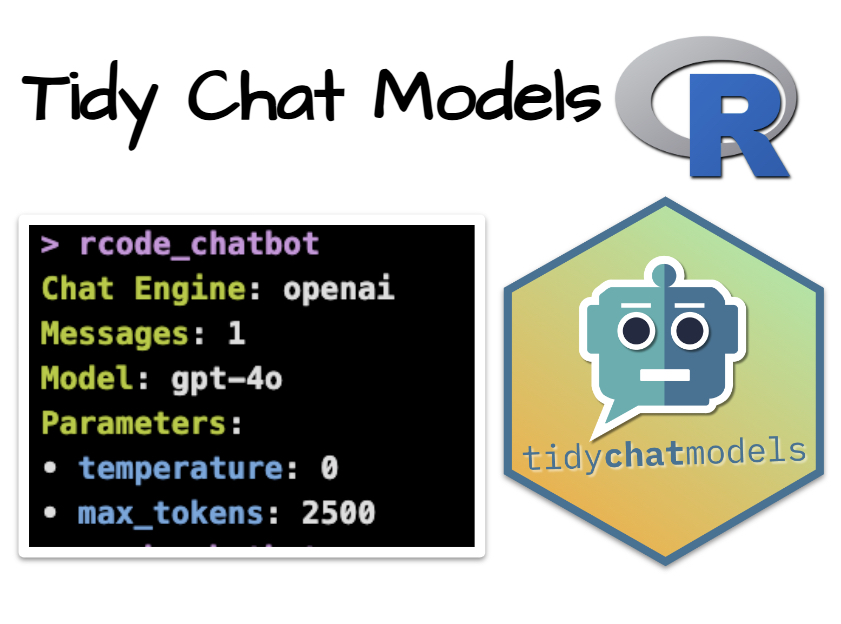 Tidy Chat Models
R
> rcode_chatbot
Chat Engine: openai
Messages: 1
Model: gpt-4o
Parameters:
• temperature: 0
• max_tokens: 2500
tidychatmodels